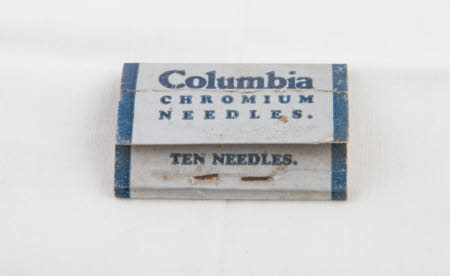 Columbia
CHROMIUM
NEEDLES.
TEN NEEDLES.